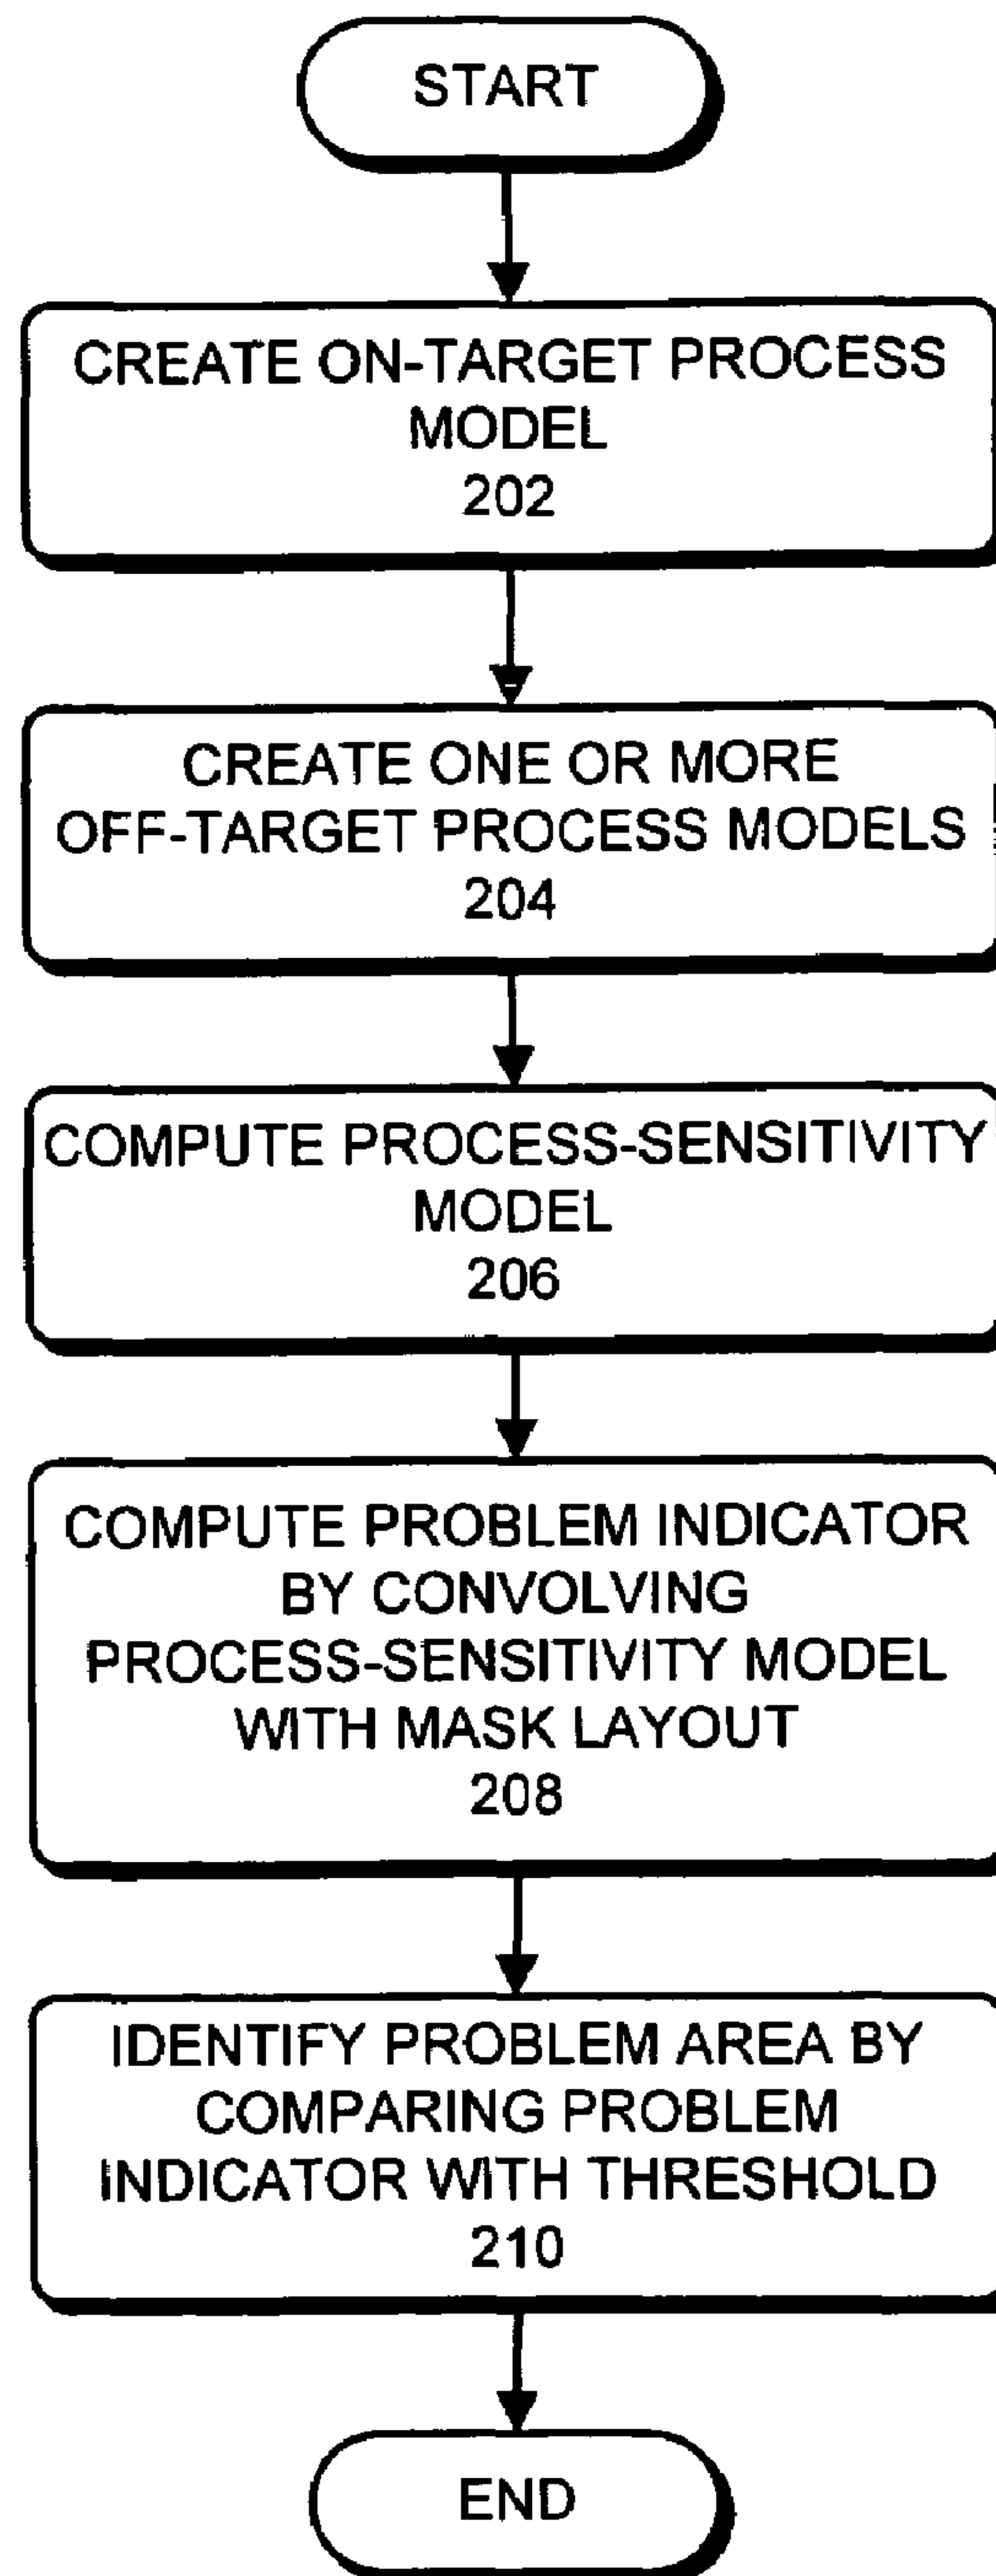 START
CREATE ON-TARGET PROCESS
MODEL
202
CREATE ONE OR MORE
OFF-TARGET PROCESS MODELS
204
COMPUTE PROCESS-SENSITIVITY
MODEL
206
COMPUTE PROBLEM INDICATOR
BY CONVOLVING
PROCESS-SENSITIVITY MODEL
WITH MASK LAYOUT
208
IDENTIFY PROBLEM AREA BY
COMPARING PROBLEM
INDICATOR WITH THRESHOLD
210
END